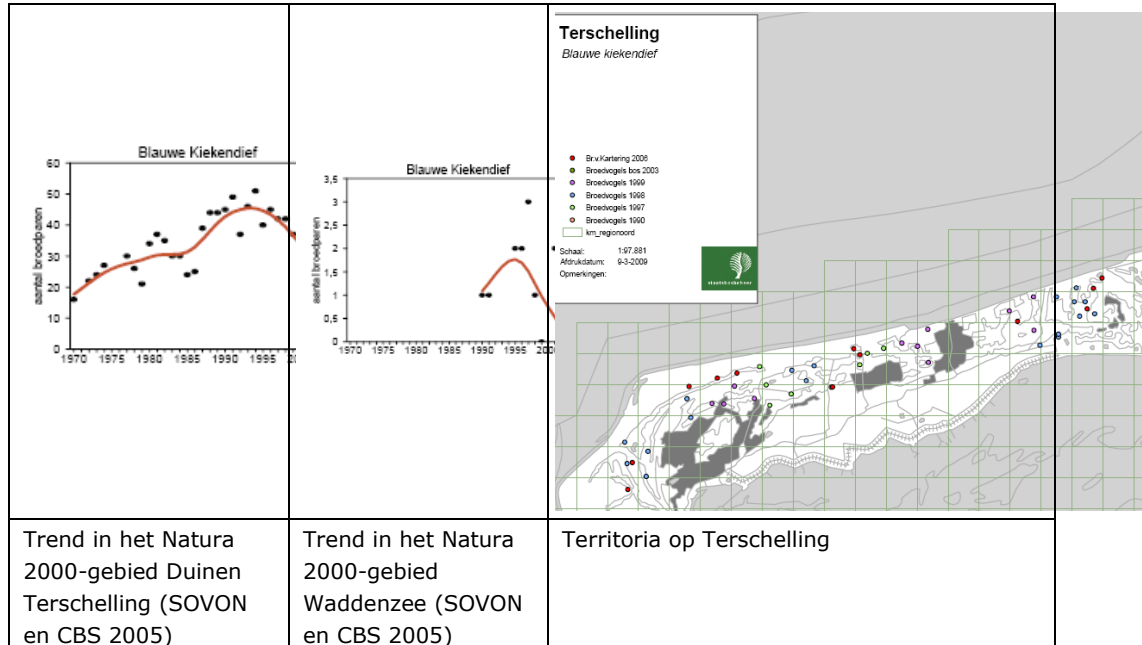 Blauwe Kiekendief
aantal broedparen
60
50
40
30
20
10
0
1970 1975 1980 1985 1990 1995 20
Blauwe Kiekendief
aantal broedparen
3,5
3
2,5
2
1,5
1
0,5
0
1970 1975 1980 1985 1990 1995 200
Terschelling
Blauwe kiekendief
Br.v.Kartering 2006
Broedvogels bos 2003
Broedvogels 1999
Broedvogels 1998
Broedvogels 1997
Broedvogels 1990
km_regionoord
Schaal: 1:97.881
Afdrukdatum: 9-3-2009
Opmerkingen:
staatsbosbeheer
Trend in het Natura
2000-gebied Duinen
Terschelling (SOVON
en CBS 2005)
Trend in het Natura
2000-gebied
Waddenzee (SOVON
en CBS 2005)
Territoria op Terschelling